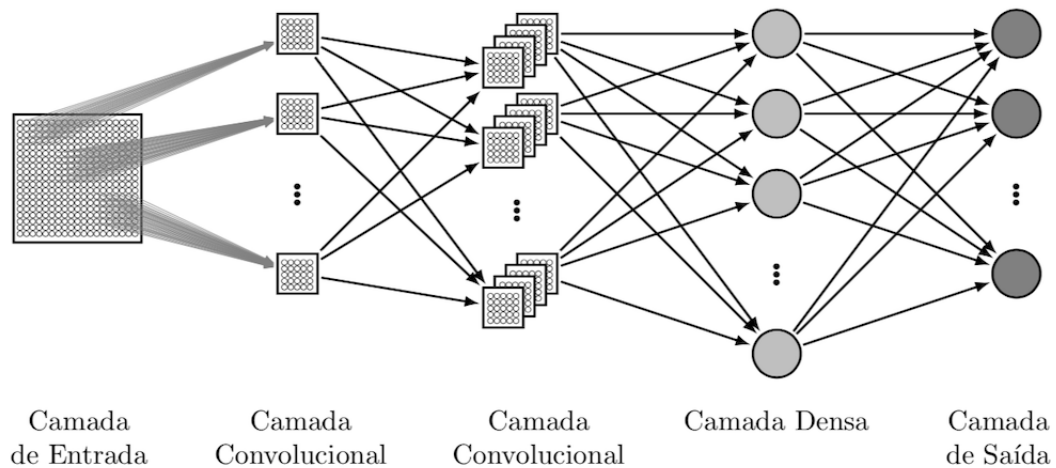 Camada
de Entrada
Camada
Convolucional
Camada
Convolucional
Camada Densa
Camada
de Saída